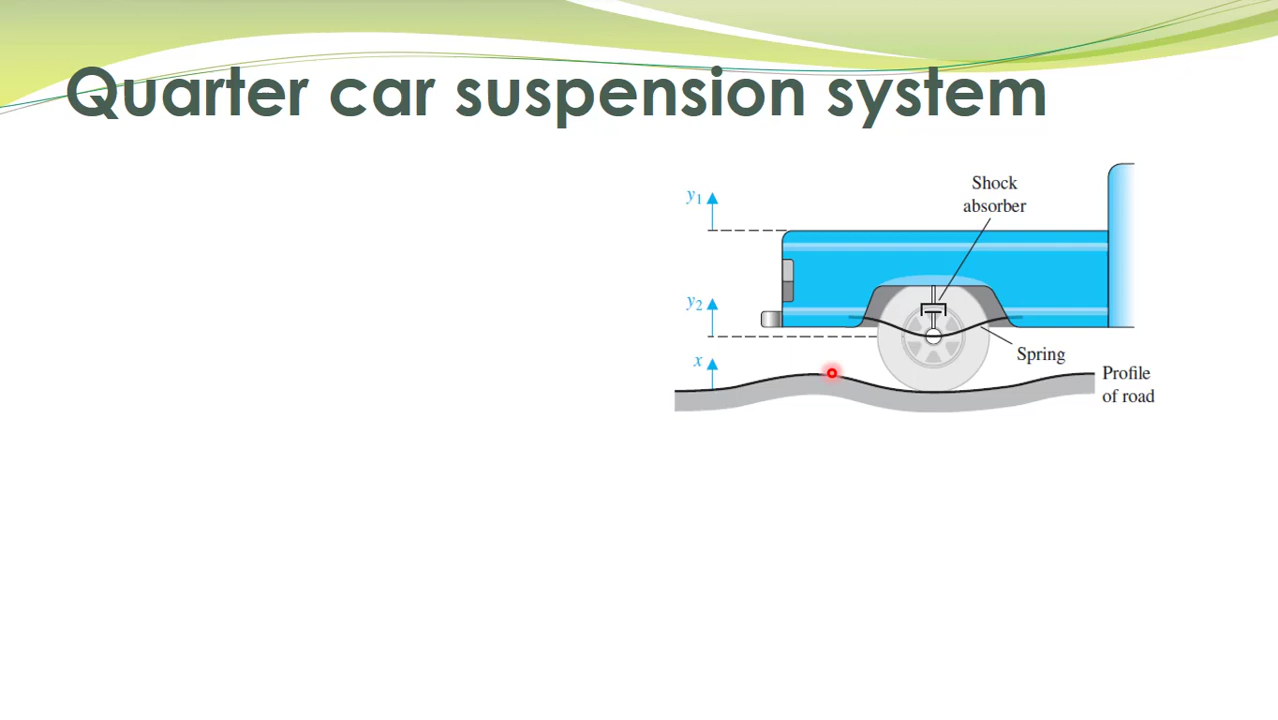 Quarter car suspension system
Shock
absorber
y1
y2
x
Spring
Profile
of road